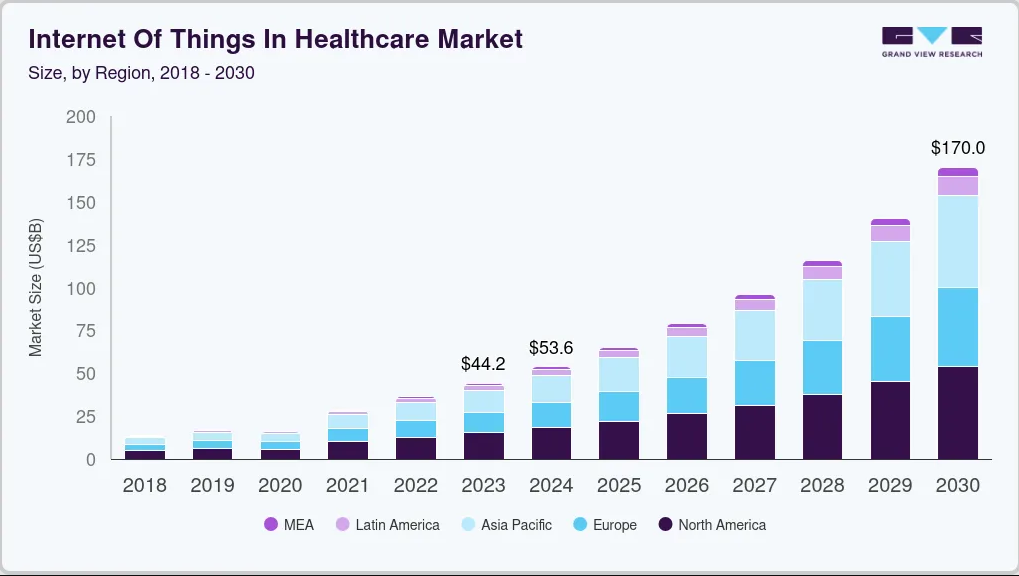 Internet Of Things In Healthcare Market
Size, by Region, 2018 - 2030
GRAND VIEW RESEARCH
Market Size (US$B)
200
175
150
125
100
75
50
25
0
$44.2
$53.6
$170.0
2018 2019 2020 2021 2022 2023 2024 2025 2026 2027 2028 2029 2030
MEA Latin America Asia Pacific Europe North America